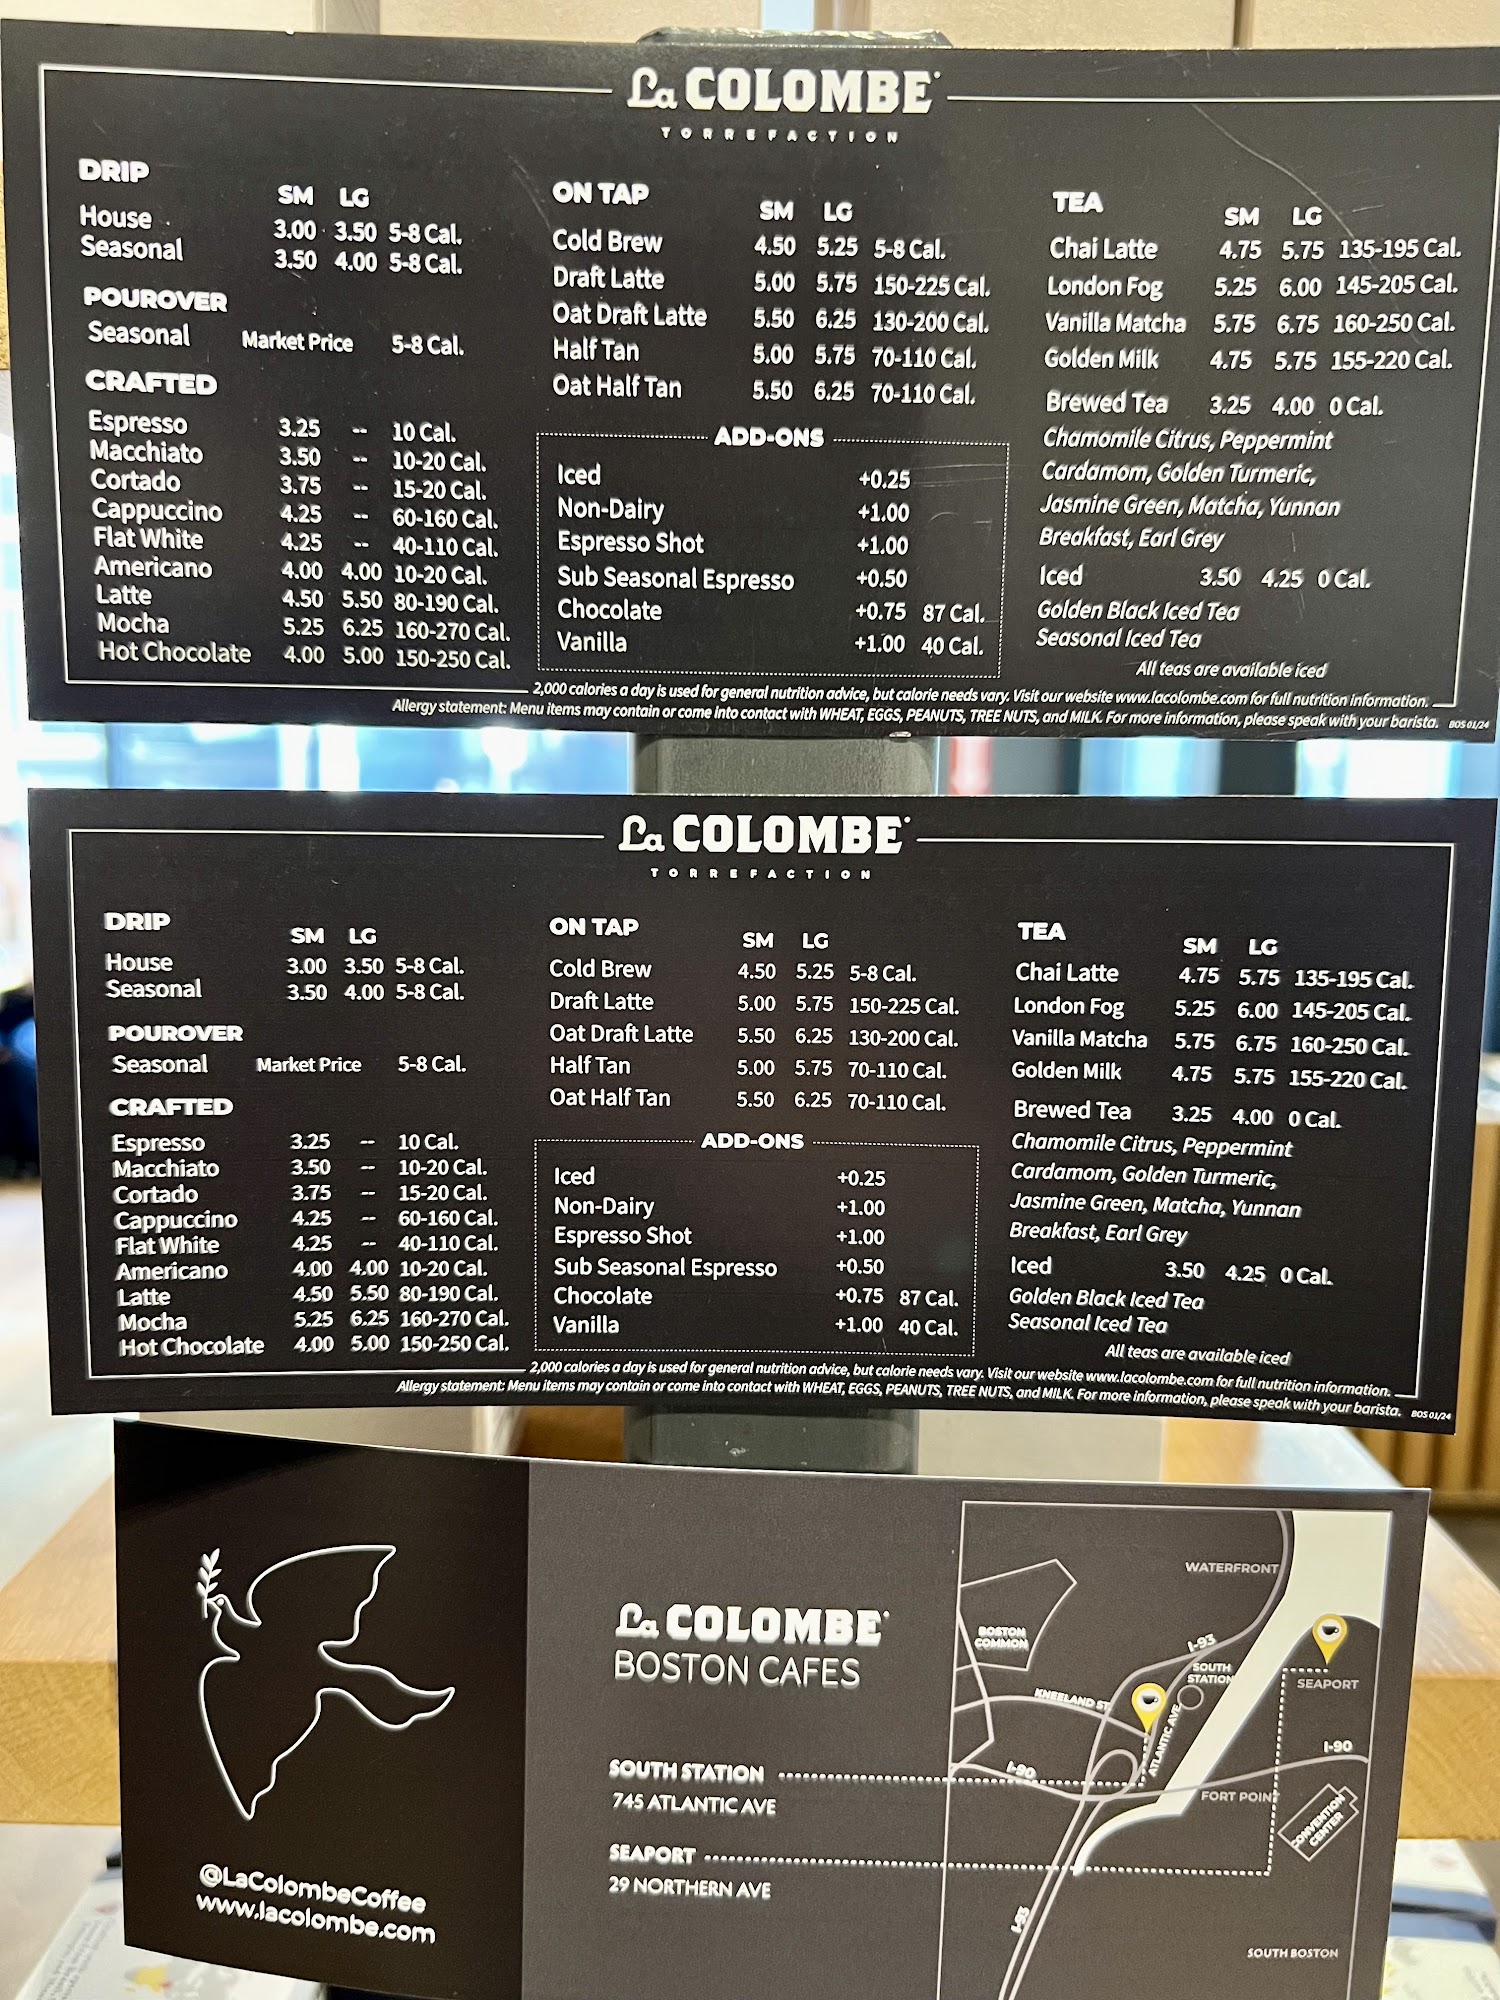 La COLOMBE
TORREFACTION
DRIP
SM LG
House 3.00 3.50 5-8 Cal.
Seasonal 3.50 4.00 5-8 Cal.
POUROVER
Seasonal Market Price 5-8 Cal.
CRAFTED
Espresso 3.25 -- 10 Cal.
Macchiato 3.50 -- 10-20 Cal.
Cortado 3.75 -- 15-20 Cal.
Cappuccino 4.25 -- 60-160 Cal.
Flat White 4.25 -- 40-110 Cal.
Americano 4.00 4.00 10-20 Cal.
Latte 4.50 5.50 80-190 Cal.
Mocha 5.25 6.25 160-270 Cal.
Hot Chocolate 4.00 5.00 150-250 Cal.
ON TAP
SM LG
Cold Brew 4.50 5.25 5-8 Cal.
Draft Latte 5.00 5.75 150-225 Cal.
Oat Draft Latte 5.50 6.25 130-200 Cal.
Half Tan 5.00 5.75 70-110 Cal.
Oat Half Tan 5.50 6.25 70-110 Cal.
ADD-ONS
Iced +0.25
Non-Dairy +1.00
Espresso Shot +1.00
Sub Seasonal Espresso +0.50
Chocolate +0.75 87 Cal.
Vanilla +1.00 40 Cal.
TEA
SM LG
Chai Latte 4.75 5.75 135-195 Cal.
London Fog 5.25 6.00 145-205 Cal.
Vanilla Matcha 5.75 6.75 160-250 Cal.
Golden Milk 4.75 5.75 155-220 Cal.
Brewed Tea 3.25 4.00 0 Cal.
Chamomile Citrus, Peppermint
Cardamom, Golden Turmeric,
Jasmine Green, Matcha, Yunnan
Breakfast, Earl Grey
Iced 3.50 4.25 0 Cal.
Golden Black Iced Tea
Seasonal Iced Tea
All teas are available iced
2,000 calories a day is used for general nutrition advice, but calorie needs vary. Visit our website www.lacolombe.com for full nutrition information.
Allergy statement: Menu items may contain or come into contact with WHEAT, EGGS, PEANUTS, TREE NUTS, and MILK. For more information, please speak with your barista. BOS 01/24
La COLOMBE
TORREFACTION
DRIP
SM LG
House 3.00 3.50 5-8 Cal.
Seasonal 3.50 4.00 5-8 Cal.
POUROVER
Seasonal Market Price 5-8 Cal.
CRAFTED
Espresso 3.25 -- 10 Cal.
Macchiato 3.50 -- 10-20 Cal.
Cortado 3.75 -- 15-20 Cal.
Cappuccino 4.25 -- 60-160 Cal.
Flat White 4.25 -- 40-110 Cal.
Americano 4.00 4.00 10-20 Cal.
Latte 4.50 5.50 80-190 Cal.
Mocha 5.25 6.25 160-270 Cal.
Hot Chocolate 4.00 5.00 150-250 Cal.
ON TAP
SM LG
Cold Brew 4.50 5.25 5-8 Cal.
Draft Latte 5.00 5.75 150-225 Cal.
Oat Draft Latte 5.50 6.25 130-200 Cal.
Half Tan 5.00 5.75 70-110 Cal.
Oat Half Tan 5.50 6.25 70-110 Cal.
ADD-ONS
Iced +0.25
Non-Dairy +1.00
Espresso Shot +1.00
Sub Seasonal Espresso +0.50
Chocolate +0.75 87 Cal.
Vanilla +1.00 40 Cal.
TEA
SM LG
Chai Latte 4.75 5.75 135-195 Cal.
London Fog 5.25 6.00 145-205 Cal.
Vanilla Matcha 5.75 6.75 160-250 Cal.
Golden Milk 4.75 5.75 155-220 Cal.
Brewed Tea 3.25 4.00 0 Cal.
Chamomile Citrus, Peppermint
Cardamom, Golden Turmeric,
Jasmine Green, Matcha, Yunnan
Breakfast, Earl Grey
Iced 3.50 4.25 0 Cal.
Golden Black Iced Tea
Seasonal Iced Tea
All teas are available iced
2,000 calories a day is used for general nutrition advice, but calorie needs vary. Visit our website www.lacolombe.com for full nutrition information.
Allergy statement: Menu items may contain or come into contact with WHEAT, EGGS, PEANUTS, TREE NUTS, and MILK. For more information, please speak with your barista. BOS 01/24
@LaColombeCoffee
www.lacolombe.com
La COLOMBE
BOSTON CAFES
SOUTH STATION
745 ATLANTIC AVE
SEAPORT
29 NORTHERN AVE
WATERFRONT
BOSTON
COMMON
I-93
SOUTH
STATION
KNEELAND ST
ATLANTIC AVE
SEAPORT
I-90
I-90
FORT POINT
CONVENTION
CENTER
I-93
SOUTH BOSTON